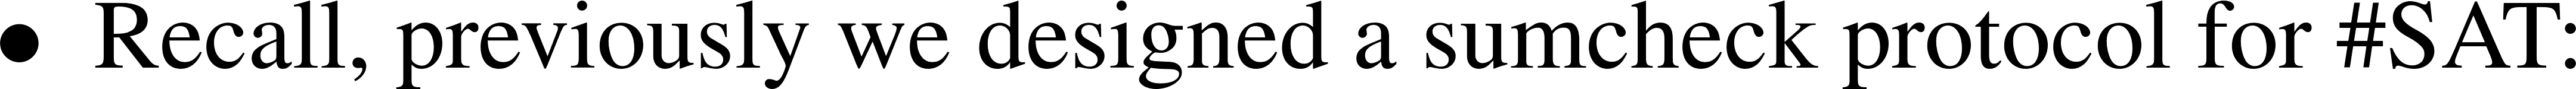 • Recall, previously we designed a sumcheck protocol for #SAT: